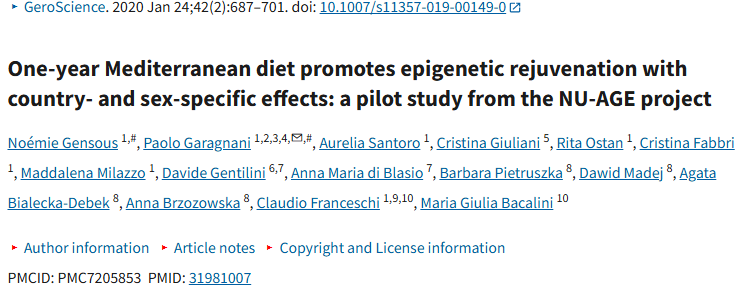 ▸ GeroScience. 2020 Jan 24;42(2):687–701. doi: 10.1007/s11357-019-00149-0
One-year Mediterranean diet promotes epigenetic rejuvenation with
country- and sex-specific effects: a pilot study from the NU-AGE project
Noémie Gensous 1,#, Paolo Garagnani 1,2,3,4,✉,#, Aurelia Santoro 1, Cristina Giuliani 5, Rita Ostan 1, Cristina Fabbri
1, Maddalena Milazzo 1, Davide Gentilini 6,7, Anna Maria di Blasio 7, Barbara Pietruszka 8, Dawid Madej 8, Agata
Bialecka-Debek 8, Anna Brzozowska 8, Claudio Franceschi 1,9,10, Maria Giulia Bacalini 10
▸ Author information ▸ Article notes ▸ Copyright and License information
PMCID: PMC7205853 PMID: 31981007